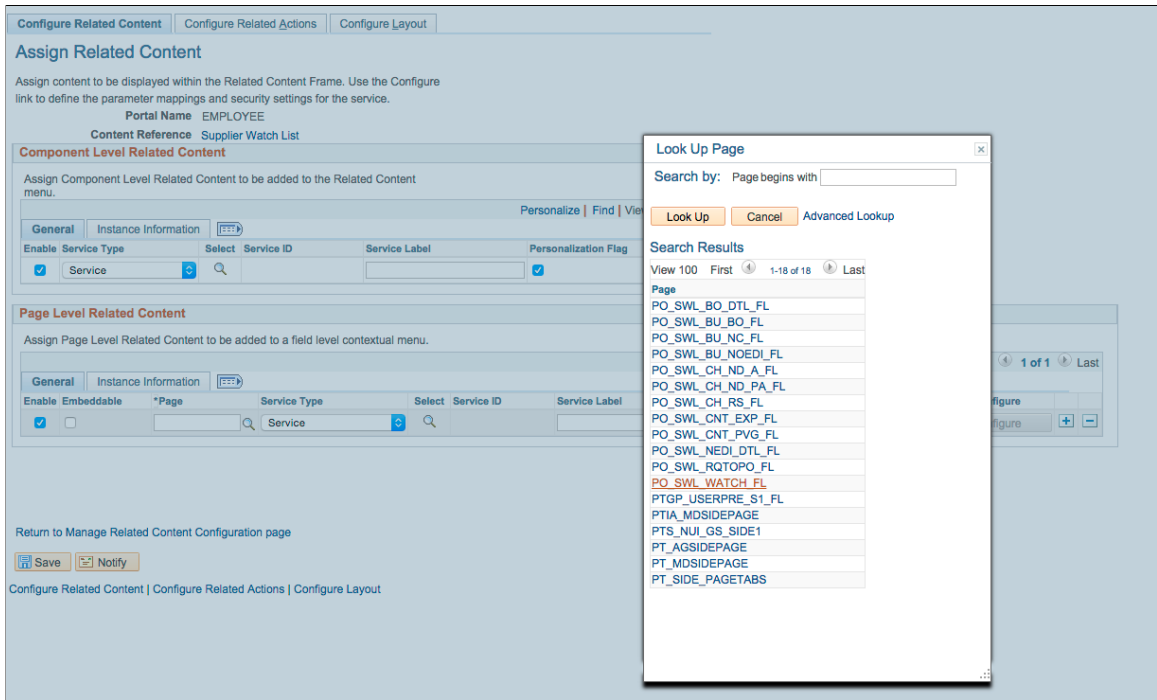 Configure Related Content
Configure Related Actions
Configure Layout
Assign Related Content
Assign content to be displayed within the Related Content Frame. Use the Configure
link to define the parameter mappings and security settings for the service.
Portal Name EMPLOYEE
Content Reference Supplier Watch List
Component Level Related Content
Assign Component Level Related Content to be added to the Related Content
menu.
Personalize | Find |
General Instance Information
Enable Service Type Select Service ID Service Label Personalization Flag
Service
Page Level Related Content
Assign Page Level Related Content to be added to a field level contextual menu.
1 of 1 Last
General Instance Information
Enable Embeddable *Page Service Type Select Service ID Service Label
Service
Return to Manage Related Content Configuration page
Save Notify
Configure Related Content | Configure Related Actions | Configure Layout
Look Up Page
Search by: Page begins with
Look Up Cancel Advanced Lookup
Search Results
View 100 First 1-18 of 18 Last
Page
PO_SWL_BO_DTL_FL
PO_SWL_BU_BO_FL
PO_SWL_BU_NC_FL
PO_SWL_BU_NOEDI_FL
PO_SWL_CH_ND_A_FL
PO_SWL_CH_ND_PA_FL
PO_SWL_CH_RS_FL
PO_SWL_CNT_EXP_FL
PO_SWL_CNT_PVG_FL
PO_SWL_NEDI_DTL_FL
PO_SWL_RQTOPO_FL
PO_SWL_WATCH_FL
PTGP_USERPRE_S1_FL
PTIA_MDSIDEPAGE
PTS_NUI_GS_SIDE1
PT_AGSIDEPAGE
PT_MDSIDEPAGE
PT_SIDE_PAGETABS